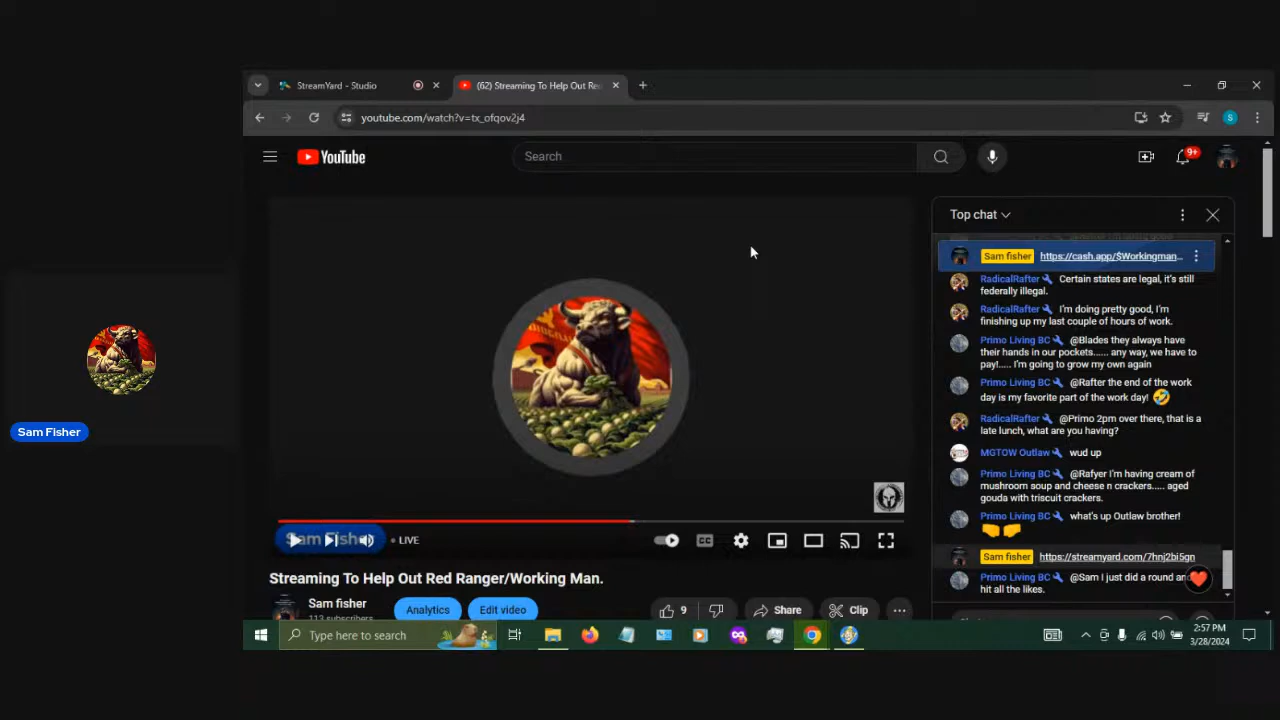 StreamYard - Studio
(62) Streaming To Help Out Re
youtube.com/watch?v=tx_ofqov2j4
S
YouTube
Search
9+
Top chat
Sam fisher https://cash.app/$Workingman...
RadicalRafter Certain states are legal, it's still
federally illegal.
RadicalRafter I'm doing pretty good, I'm
finishing up my last couple of hours of work.
Primo Living BC @Blades they always have
their hands in our pockets...... any way, we have to
pay!..... I'm going to grow my own again
Primo Living BC @Rafter the end of the work
day is my favorite part of the work day! 🤣
RadicalRafter @Primo 2pm over there, that is a
late lunch, what are you having?
MGTOW Outlaw wud up
Primo Living BC @Rafyer I'm having cream of
mushroom soup and cheese n crackers..... aged
gouda with triscuit crackers.
Primo Living BC what's up Outlaw brother!
Sam fisher https://streamyard.com/7hnj2bi5gn
Primo Living BC @Sam I just did a round an
hit all the likes.
Sam Fisher
LIVE
CC
Streaming To Help Out Red Ranger/Working Man.
Sam fisher
113 subscribers
Analytics
Edit video
9
Share
Clip
Type here to search
2:57 PM
3/28/2024
Sam Fisher